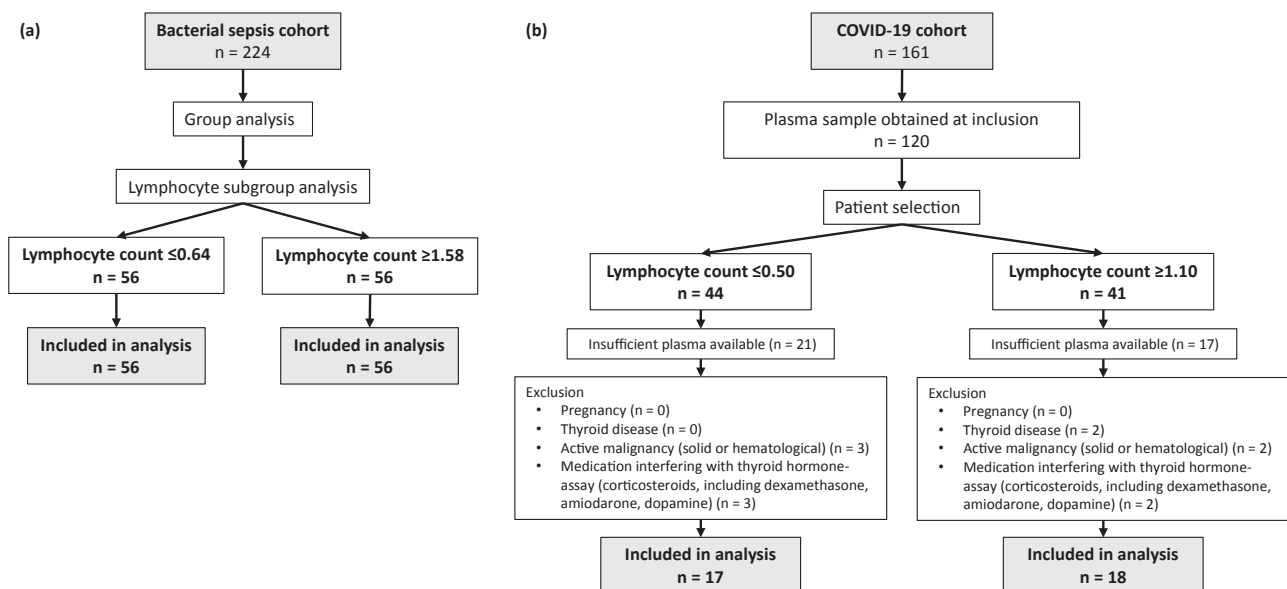 (a)
Bacterial sepsis cohort
n = 224
Group analysis
Lymphocyte subgroup analysis
Lymphocyte count ≤0.64
n = 56
Lymphocyte count ≥1.58
n = 56
Included in analysis
n = 56
Included in analysis
n = 56
(b)
COVID-19 cohort
n = 161
Plasma sample obtained at inclusion
n = 120
Patient selection
Lymphocyte count ≤0.50
n = 44
Lymphocyte count ≥1.10
n = 41
Insufficient plasma available (n = 21)
Insufficient plasma available (n = 17)
Exclusion
• Pregnancy (n = 0)
• Thyroid disease (n = 0)
• Active malignancy (solid or hematological) (n = 3)
• Medication interfering with thyroid hormone-
assay (corticosteroids, including dexamethasone,
amiodarone, dopamine) (n = 3)
Exclusion
• Pregnancy (n = 0)
• Thyroid disease (n = 2)
• Active malignancy (solid or hematological) (n = 2)
• Medication interfering with thyroid hormone-
assay (corticosteroids, including dexamethasone,
amiodarone, dopamine) (n = 2)
Included in analysis
n = 17
Included in analysis
n = 18